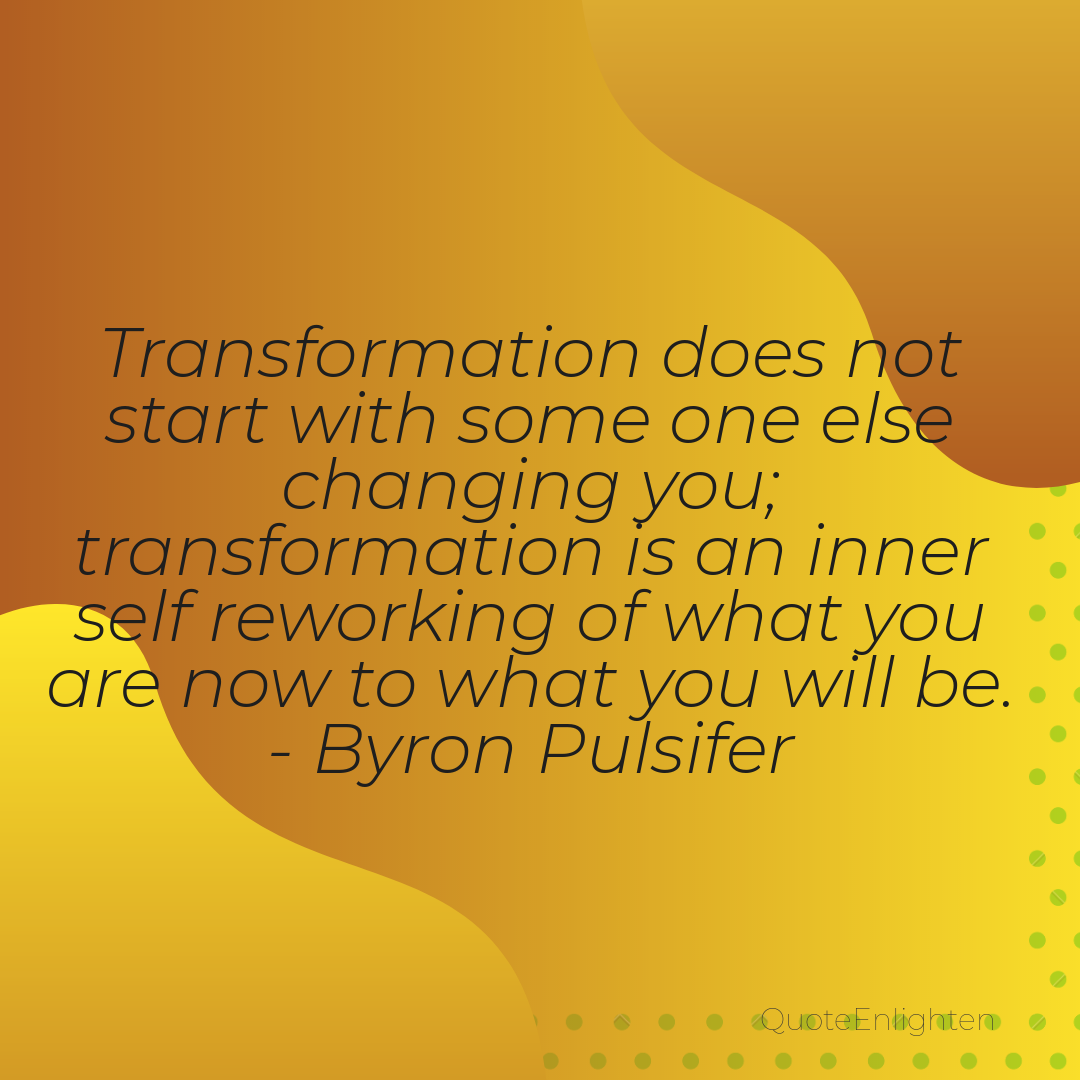 Transformation does not
start with some one else
changing you;
transformation is an inner
self reworking of what you
are now to what you will be.
- Byron Pulsifer
QuoteEnlighten